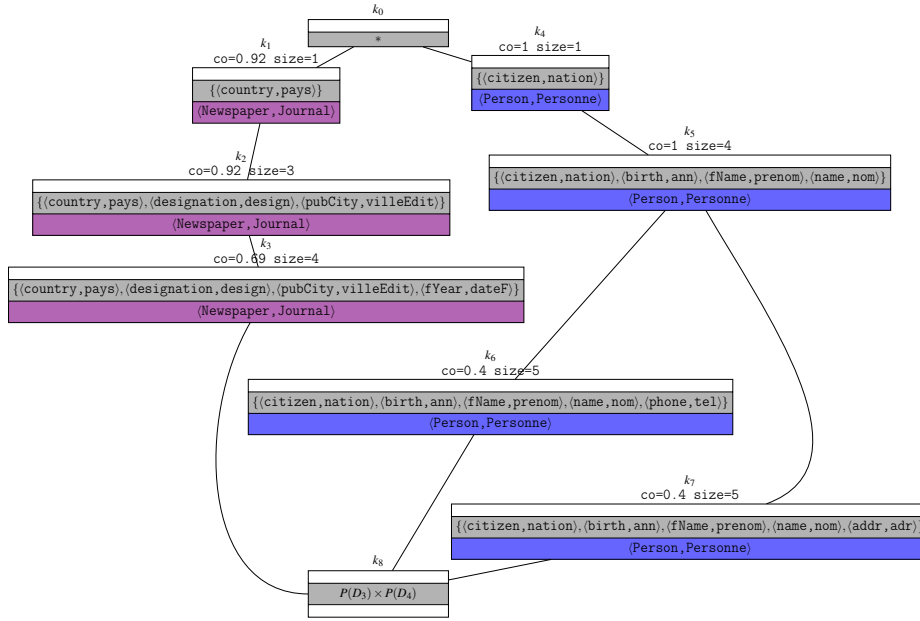 k0
*
k1
co=0.92 size=1
{⟨country,pays⟩}
⟨Newspaper,Journal⟩
k4
co=1 size=1
{⟨citizen,nation⟩}
⟨Person,Personne⟩
k2
co=0.92 size=3
{⟨country,pays⟩,⟨designation,design⟩,⟨pubCity,villeEdit⟩}
⟨Newspaper,Journal⟩
k5
co=1 size=4
{⟨citizen,nation⟩,⟨birth,ann⟩,⟨fName,prenom⟩,⟨name,nom⟩}
⟨Person,Personne⟩
k3
co=0.69 size=4
{⟨country,pays⟩,⟨designation,design⟩,⟨pubCity,villeEdit⟩,⟨fYear,dateF⟩}
⟨Newspaper,Journal⟩
k6
co=0.4 size=5
{⟨citizen,nation⟩,⟨birth,ann⟩,⟨fName,prenom⟩,⟨name,nom⟩,⟨phone,tel⟩}
⟨Person,Personne⟩
k7
co=0.4 size=5
{⟨citizen,nation⟩,⟨birth,ann⟩,⟨fName,prenom⟩,⟨name,nom⟩,⟨addr,adr⟩}
⟨Person,Personne⟩
k8
P(D3)×P(D4)